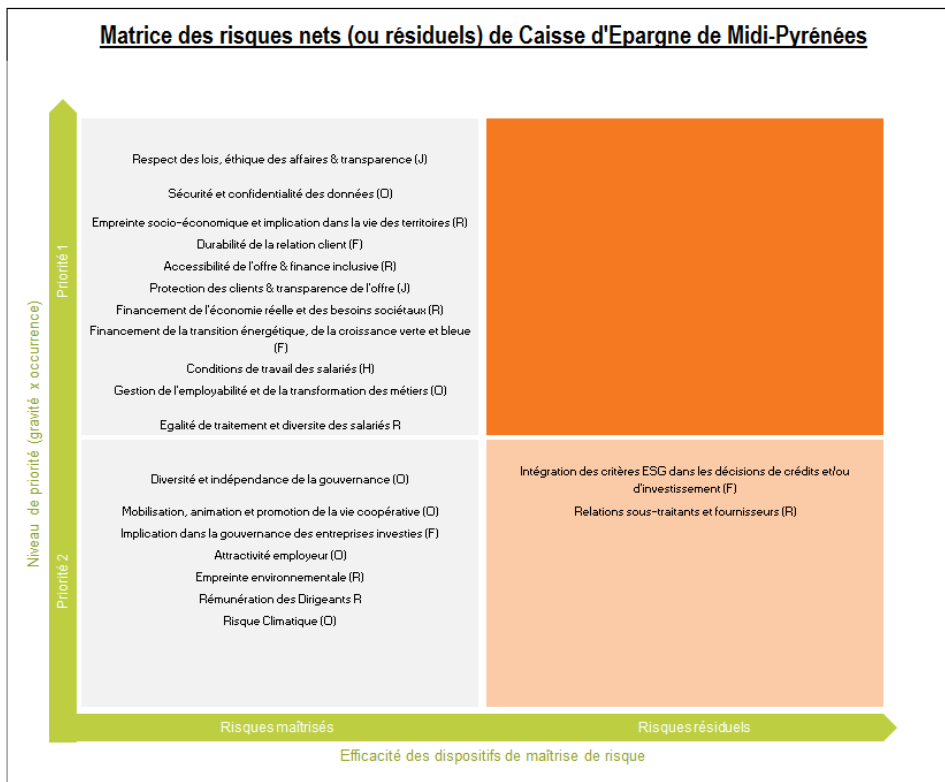 Matrice des risques nets (ou résiduels) de Caisse d'Epargne de Midi-Pyrénées
Niveau de priorité (gravité x occurrence)
Priorité 1
Respect des lois, éthique des affaires & transparence (J)
Sécurité et confidentialité des données (O)
Empreinte socio-économique et implication dans la vie des territoires (R)
Durabilité de la relation client (F)
Accessibilité de l'offre & finance inclusive (R)
Protection des clients & transparence de l'offre (J)
Financement de l'économie réelle et des besoins sociétaux (R)
Financement de la transition énergétique, de la croissance verte et bleue
(F)
Conditions de travail des salariés (H)
Gestion de l'employabilité et de la transformation des métiers (O)
Egalité de traitement et diversite des salariés R
Priorité 2
Diversité et indépendance de la gouvernance (O)
Mobilisation, animation et promotion de la vie coopérative (O)
Implication dans la gouvernance des entreprises investies (F)
Attractivité employeur (O)
Empreinte environnementale (R)
Rémunération des Dirigeants R
Risque Climatique (O)
Intégration des critères ESG dans les décisions de crédits et/ou
d'investissement (F)
Relations sous-traitants et fournisseurs (R)
Risques maîtrisés
Risques résiduels
Efficacité des dispositifs de maîtrise de risque